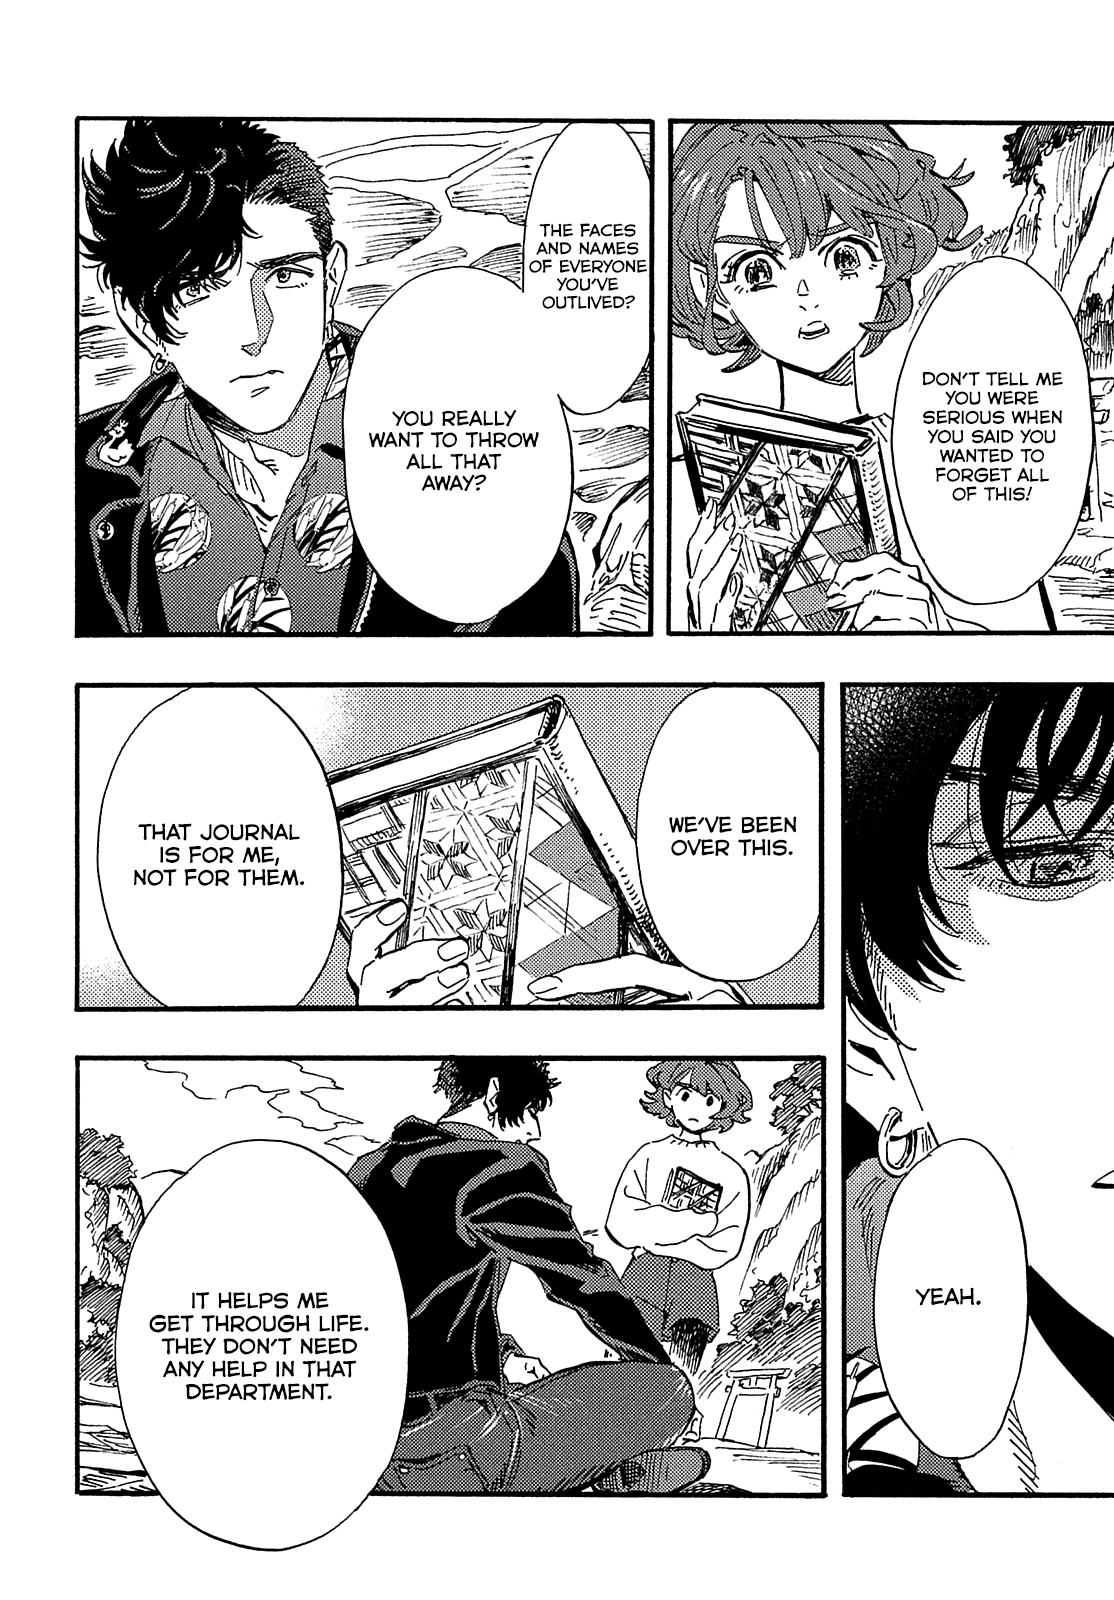 DON'T TELL ME
YOU WERE
SERIOUS WHEN
YOU SAID YOU
WANTED TO
FORGET ALL
OF THIS!
THE FACES
AND NAMES
OF EVERYONE
YOU'VE
OUTLIVED?
YOU REALLY
WANT TO THROW
ALL THAT
AWAY?
YEAH.
WE'VE BEEN
OVER THIS.
THAT JOURNAL
IS FOR ME,
NOT FOR THEM.
IT HELPS ME
GET THROUGH LIFE.
THEY DON'T NEED
ANY HELP IN THAT
DEPARTMENT.